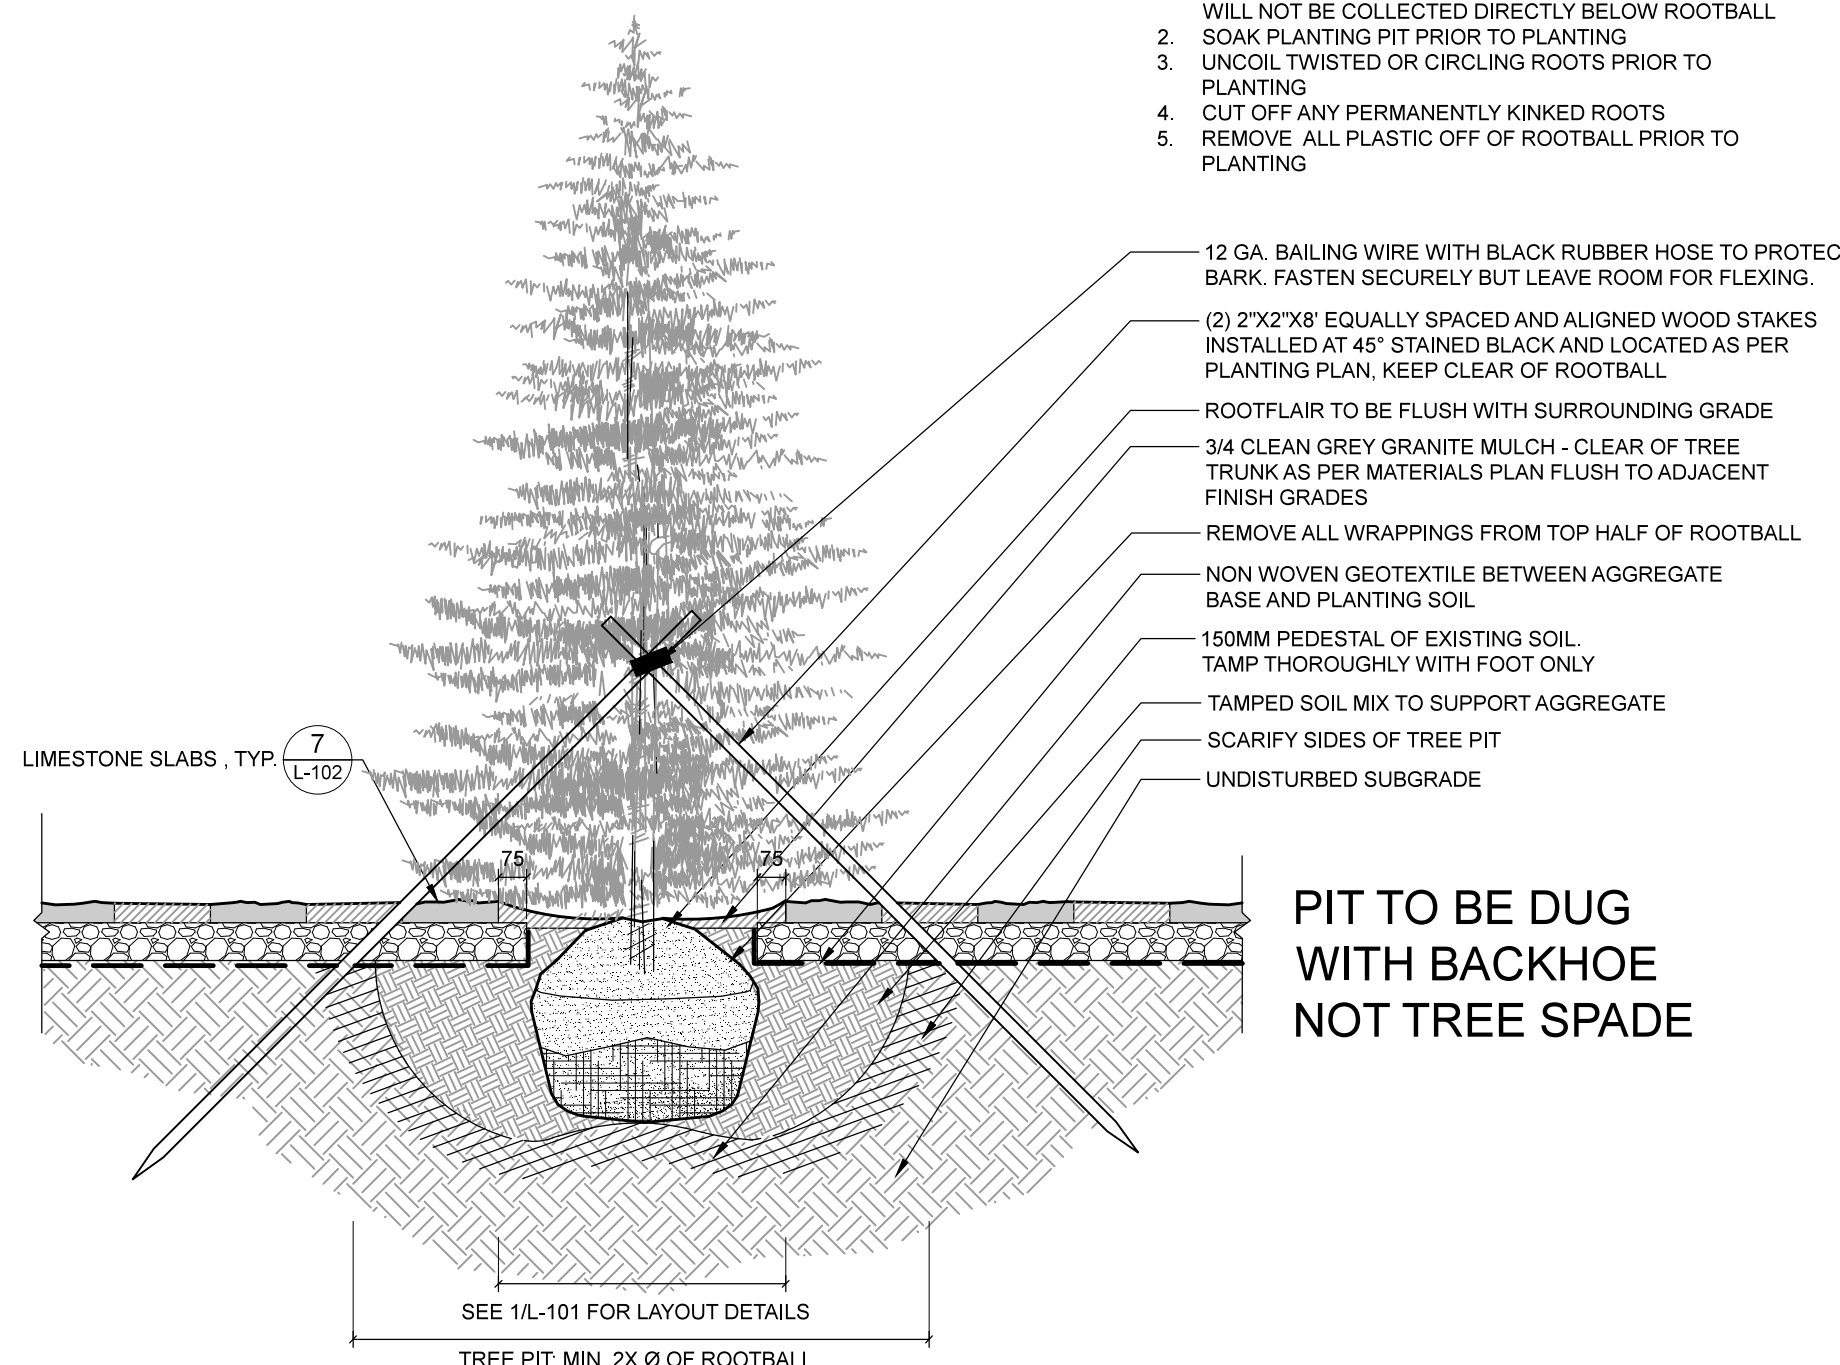 WILL NOT BE COLLECTED DIRECTLY BELOW ROOTBALL
2. SOAK PLANTING PIT PRIOR TO PLANTING
3. UNCOIL TWISTED OR CIRCLING ROOTS PRIOR TO
PLANTING
4. CUT OFF ANY PERMANENTLY KINKED ROOTS
5. REMOVE ALL PLASTIC OFF OF ROOTBALL PRIOR TO
PLANTING
12 GA. BAILING WIRE WITH BLACK RUBBER HOSE TO PROTEC
BARK. FASTEN SECURELY BUT LEAVE ROOM FOR FLEXING.
(2) 2"X2"X8' EQUALLY SPACED AND ALIGNED WOOD STAKES
INSTALLED AT 45° STAINED BLACK AND LOCATED AS PER
PLANTING PLAN, KEEP CLEAR OF ROOTBALL
ROOTFLAIR TO BE FLUSH WITH SURROUNDING GRADE
3/4 CLEAN GREY GRANITE MULCH - CLEAR OF TREE
TRUNK AS PER MATERIALS PLAN FLUSH TO ADJACENT
FINISH GRADES
REMOVE ALL WRAPPINGS FROM TOP HALF OF ROOTBALL
NON WOVEN GEOTEXTILE BETWEEN AGGREGATE
BASE AND PLANTING SOIL
150MM PEDESTAL OF EXISTING SOIL.
TAMP THOROUGHLY WITH FOOT ONLY
TAMPED SOIL MIX TO SUPPORT AGGREGATE
SCARIFY SIDES OF TREE PIT
UNDISTURBED SUBGRADE
LIMESTONE SLABS , TYP.
7
L-102
75
75
PIT TO BE DUG
WITH BACKHOE
NOT TREE SPADE
SEE 1/L-101 FOR LAYOUT DETAILS
TREE PIT: MIN. 2X Ø OF ROOTBALL